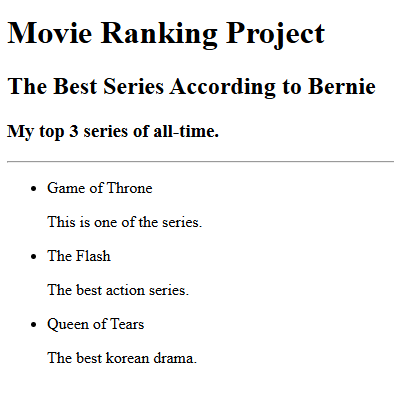 Movie Ranking Project
The Best Series According to Bernie
My top 3 series of all-time.
Game of Throne
This is one of the series.
The Flash
The best action series.
Queen of Tears
The best korean drama.